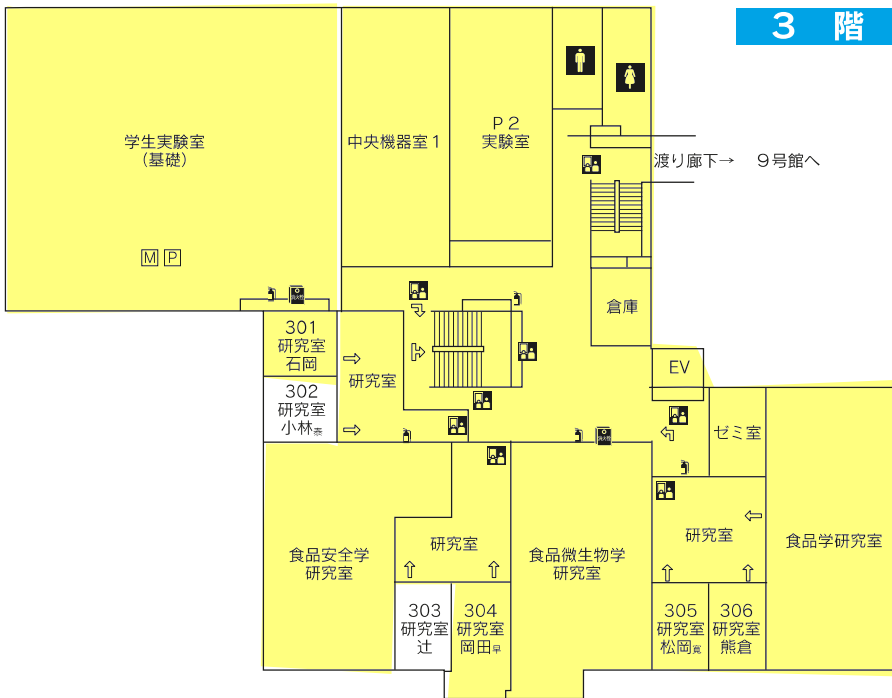 ３　階
学生実験室
（基礎）
M P
中央機器室１
Ｐ２
実験室
渡り廊下→　９号館へ
倉庫
301
研究室
石岡
302
研究室
小林泰
研究室
EV
ゼミ室
食品安全学
研究室
研究室
食品微生物学
研究室
研究室
食品学研究室
303
研究室
辻
304
研究室
岡田早
305
研究室
松岡寛
306
研究室
熊倉